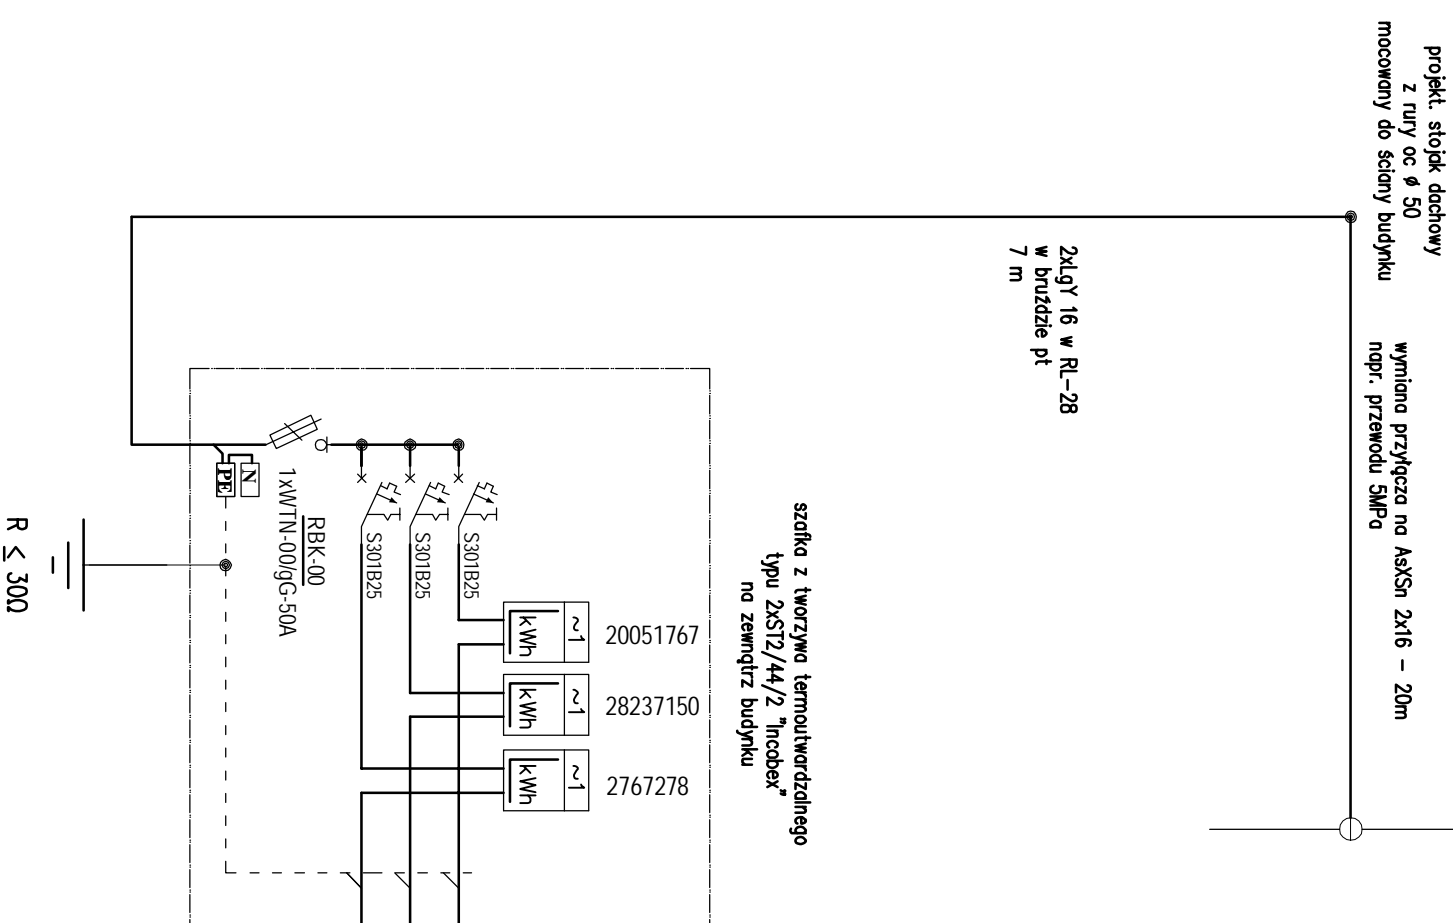 projekt. stojak dachowy
z rury oc ø 50
mocowany do ściany budynku
wymiana przyłącza na AsXSn 2x16 - 20m
napr. przewodu 5MPa
2xLgY 16 w RL-28
w bruździe pt
7 m
szafka z tworzywa termoutwardzalnego
typu 2xST2/44/2 "Incobex"
na zewnątrz budynku
20051767
28237150
2767278
~1
kWh
~1
kWh
~1
kWh
S301B25
S301B25
S301B25
RBK-00
1xWTN-00/gG-50A
N
PE
R ≤ 30Ω